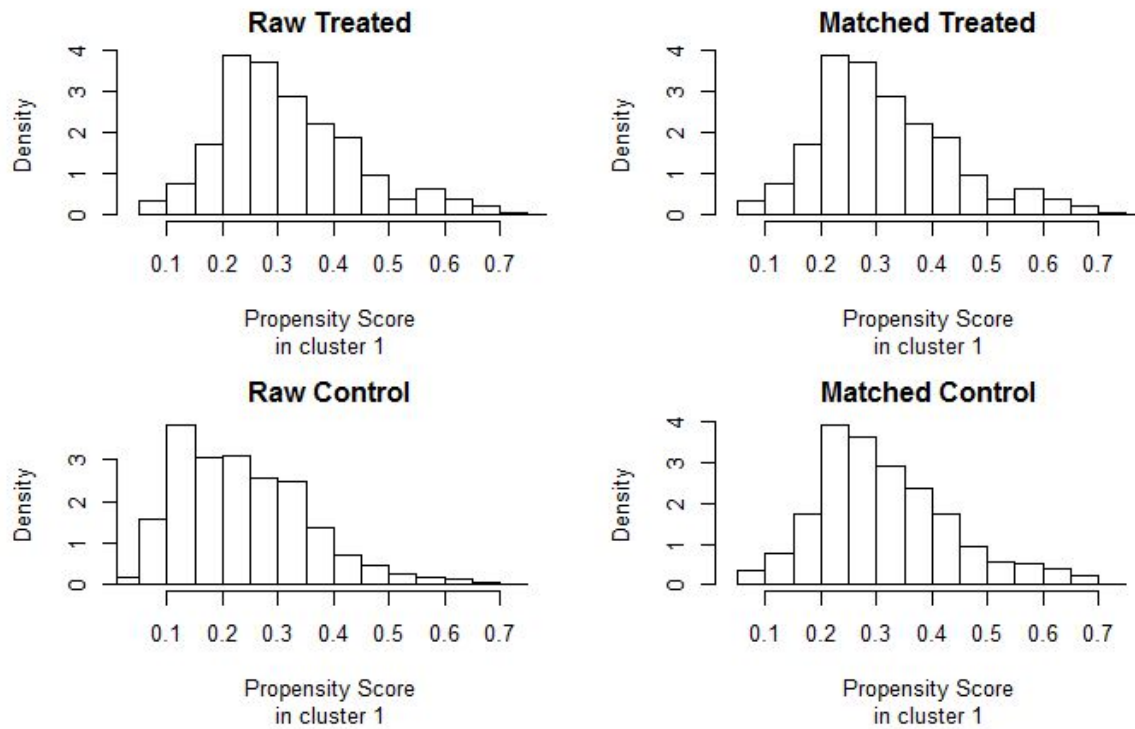 Raw Treated
Density
4
3
2
1
0
0.1 0.2 0.3 0.4 0.5 0.6 0.7
Propensity Score
in cluster 1
Matched Treated
Density
4
3
2
1
0
0.1 0.2 0.3 0.4 0.5 0.6 0.7
Propensity Score
in cluster 1
Raw Control
Density
3
2
1
0
0.1 0.2 0.3 0.4 0.5 0.6 0.7
Propensity Score
in cluster 1
Matched Control
Density
4
3
2
1
0
0.1 0.2 0.3 0.4 0.5 0.6 0.7
Propensity Score
in cluster 1